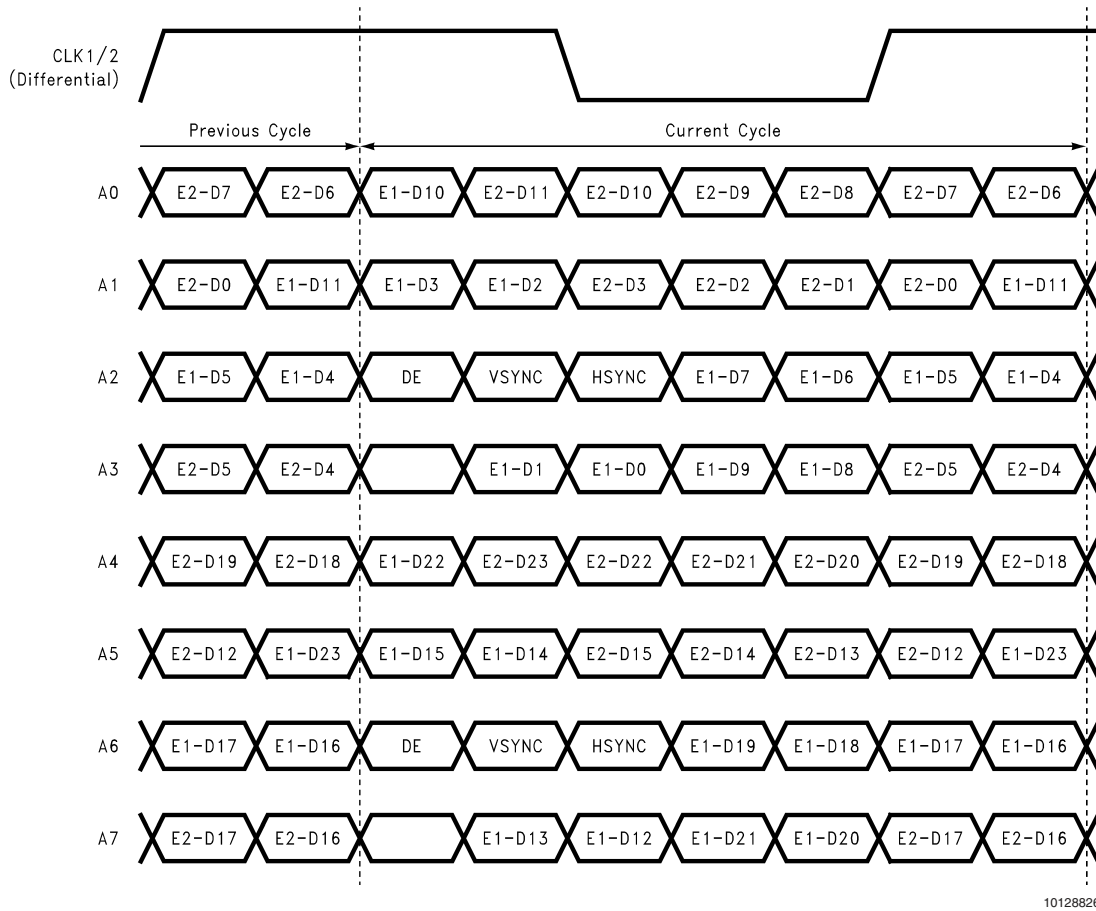 CLK1/2
(Differential)
Previous Cycle Current Cycle
A0 E2-D7 E2-D6 E1-D10 E2-D11 E2-D10 E2-D9 E2-D8 E2-D7 E2-D6
A1 E2-D0 E1-D11 E1-D3 E1-D2 E2-D3 E2-D2 E2-D1 E2-D0 E1-D11
A2 E1-D5 E1-D4 DE VSYNC HSYNC E1-D7 E1-D6 E1-D5 E1-D4
A3 E2-D5 E2-D4 E1-D1 E1-D0 E1-D9 E1-D8 E2-D5 E2-D4
A4 E2-D19 E2-D18 E1-D22 E2-D23 E2-D22 E2-D21 E2-D20 E2-D19 E2-D18
A5 E2-D12 E1-D23 E1-D15 E1-D14 E2-D15 E2-D14 E2-D13 E2-D12 E1-D23
A6 E1-D17 E1-D16 DE VSYNC HSYNC E1-D19 E1-D18 E1-D17 E1-D16
A7 E2-D17 E2-D16 E1-D13 E1-D12 E1-D21 E1-D20 E2-D17 E2-D16
10128826